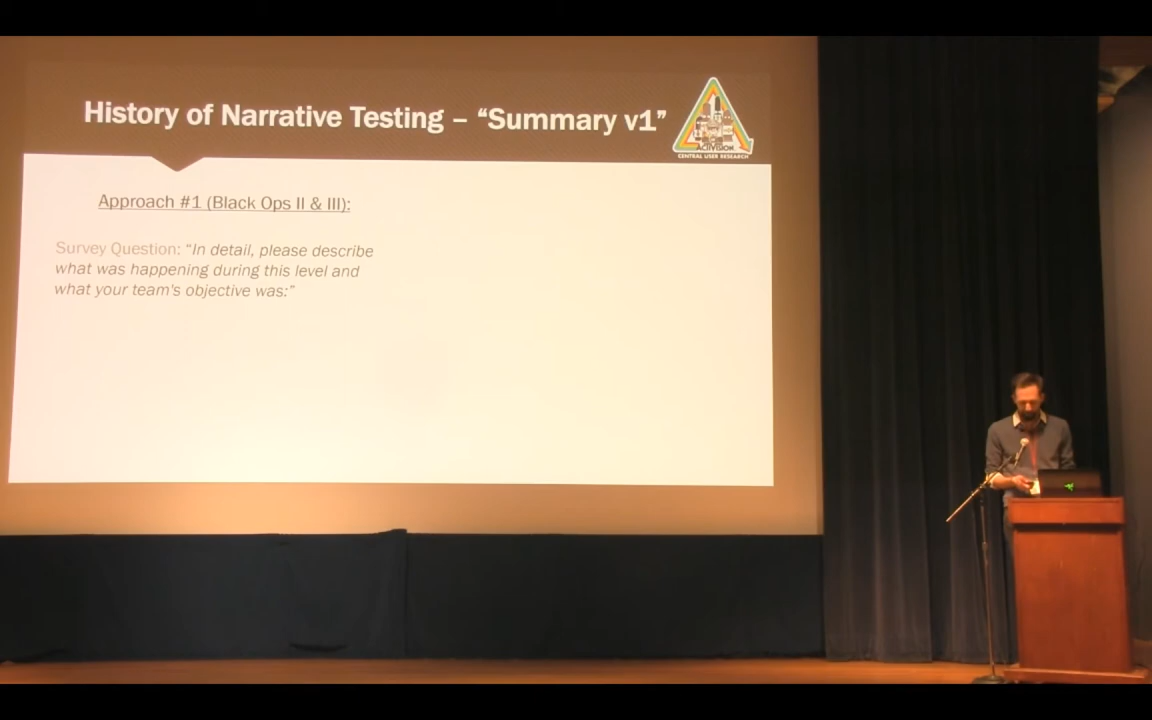 History of Narrative Testing – “Summary v1”
ACTIVISION
CENTRAL USER RESEARCH
Approach #1 (Black Ops II & III):
Survey Question: “In detail, please describe
what was happening during this level and
what your team's objective was:”